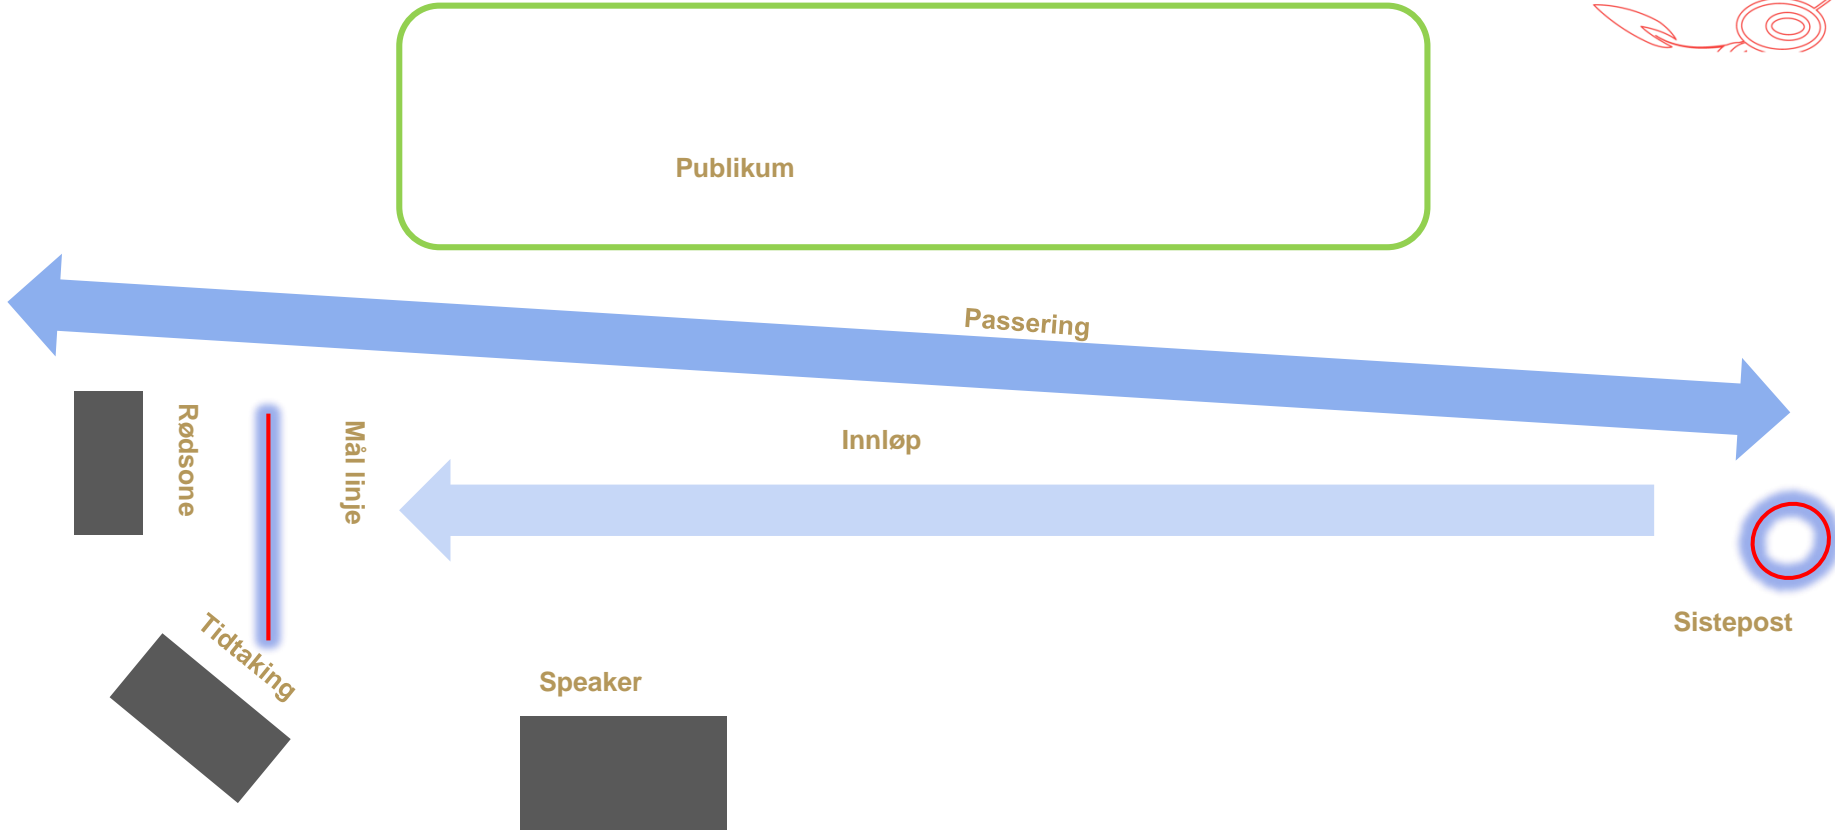 Publikum
Passering
Innløp
Rødsone
Mål linje
Sistepost
Tidtaking
Speaker